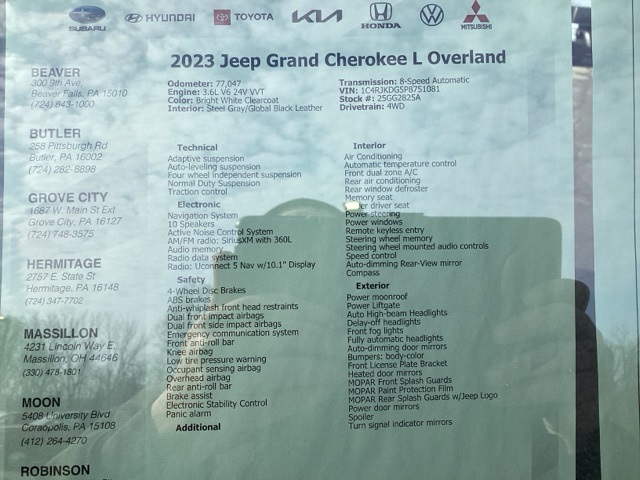 SUBARU
HYUNDAI
TOYOTA
KIA
HONDA
MITSUBISHI
2023 Jeep Grand Cherokee L Overland
Odometer: 77,047
Engine: 3.6L V6 24V VVT
Color: Bright White Clearcoat
Interior: Steel Gray/Global Black Leather
Transmission: 8-Speed Automatic
VIN: 1C4RJKDG5P8751081
Stock #: 25GG2825A
Drivetrain: 4WD
BEAVER
300 9th Ave,
Beaver Falls, PA 15010
(724) 843-1000
BUTLER
258 Pittsburgh Rd
Butler, PA 16002
(724) 282-8898
GROVE CITY
1687 W. Main St Ext
Grove City, PA 16127
(724) 748-3575
HERMITAGE
2757 E. State St
Hermitage, PA 16148
(724) 347-7702
MASSILLON
4231 Lincoln Way E.
Massillon, OH 44646
(330) 478-1801
MOON
5408 University Blvd
Coraopolis, PA 15108
(412) 264-4270
ROBINSON
Technical
Adaptive suspension
Auto-leveling suspension
Four wheel independent suspension
Normal Duty Suspension
Traction control
Electronic
Navigation System
10 Speakers
Active Noise Control System
AM/FM radio: SiriusXM with 360L
Audio memory
Radio data system
Radio: Uconnect 5 Nav w/10.1" Display
Safety
4-Wheel Disc Brakes
ABS brakes
Anti-whiplash front head restraints
Dual front impact airbags
Dual front side impact airbags
Emergency communication system
Front anti-roll bar
Knee airbag
Low tire pressure warning
Occupant sensing airbag
Overhead airbag
Rear anti-roll bar
Brake assist
Electronic Stability Control
Panic alarm
Additional
Interior
Air Conditioning
Automatic temperature control
Front dual zone A/C
Rear air conditioning
Rear window defroster
Memory seat
driver seat
Power steering
Power windows
Remote keyless entry
Steering wheel memory
Steering wheel mounted audio controls
Speed control
Auto-dimming Rear-View mirror
Compass
Exterior
Power moonroof
Power Liftgate
Auto High-beam Headlights
Delay-off headlights
Front fog lights
Fully automatic headlights
Auto-dimming door mirrors
Bumpers: body-color
Front License Plate Bracket
Heated door mirrors
MOPAR Front Splash Guards
MOPAR Paint Protection Film
MOPAR Rear Splash Guards w/Jeep Logo
Power door mirrors
Spoiler
Turn signal indicator mirrors